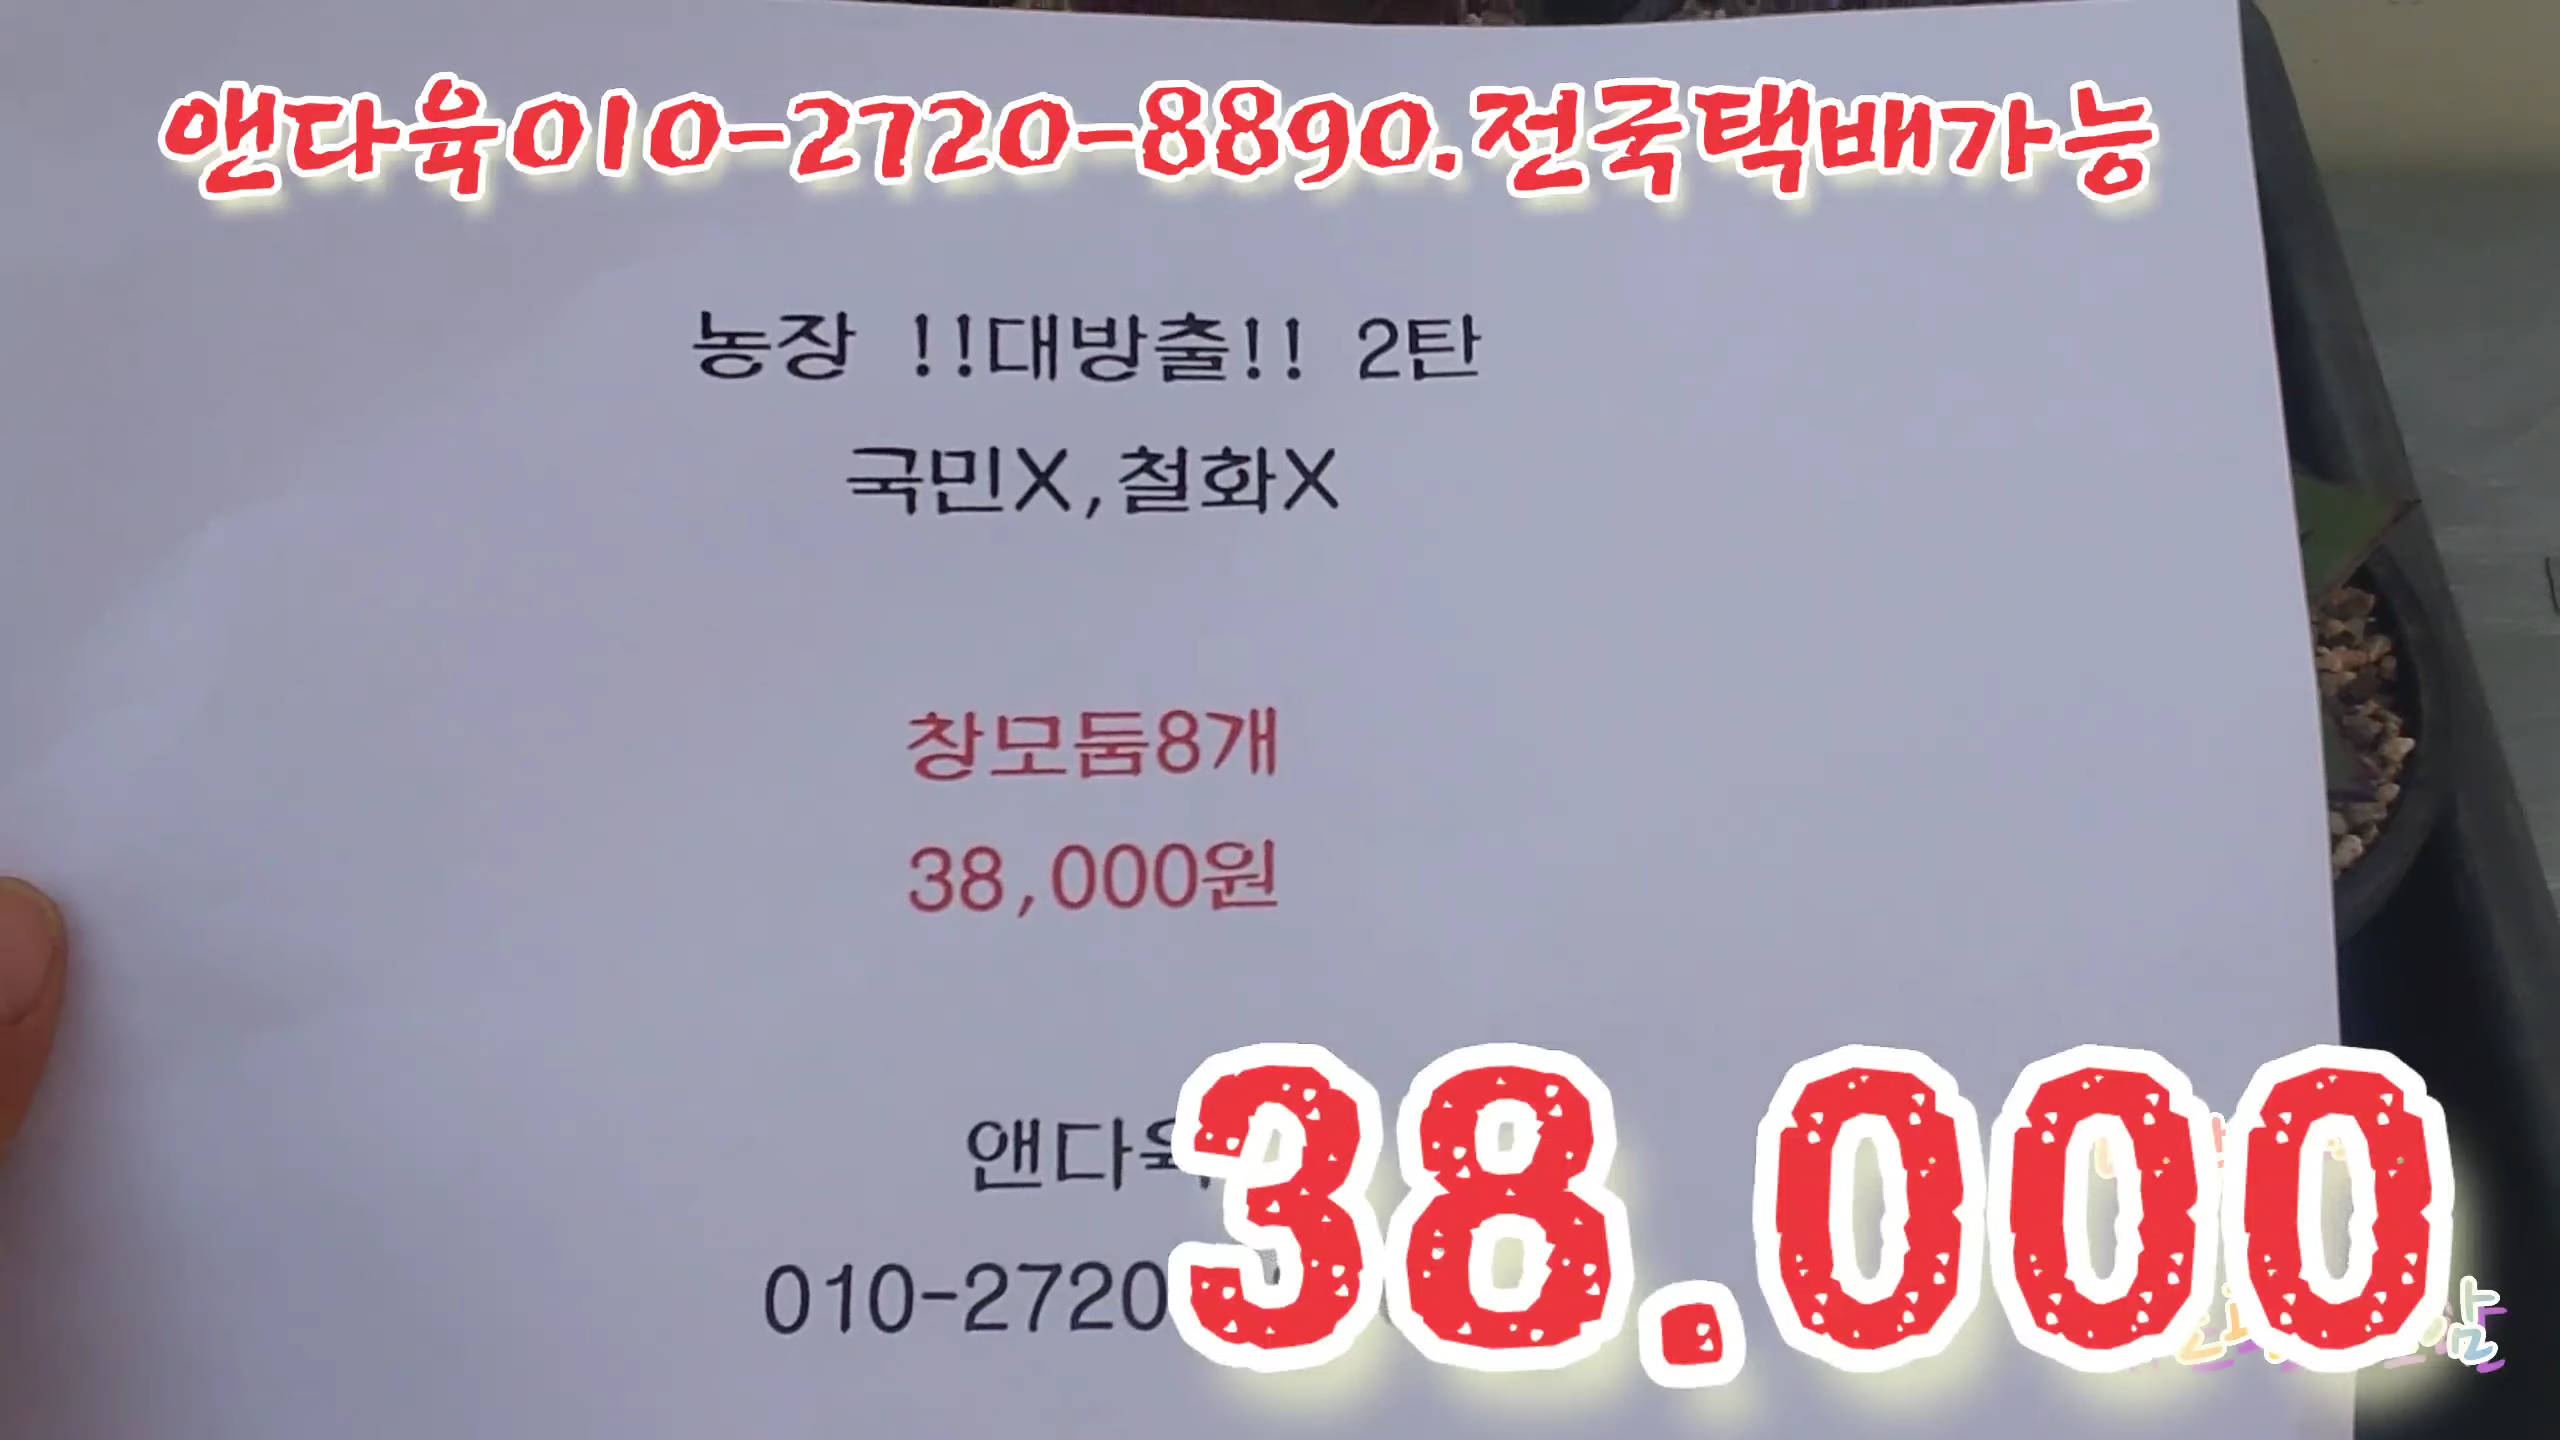 앤다육010-2720-8890.전국택배가능
농장 !!대방출!! 2탄
국민X,철화X
창모둠8개
38,000원
앤다육
010-2720
38.000